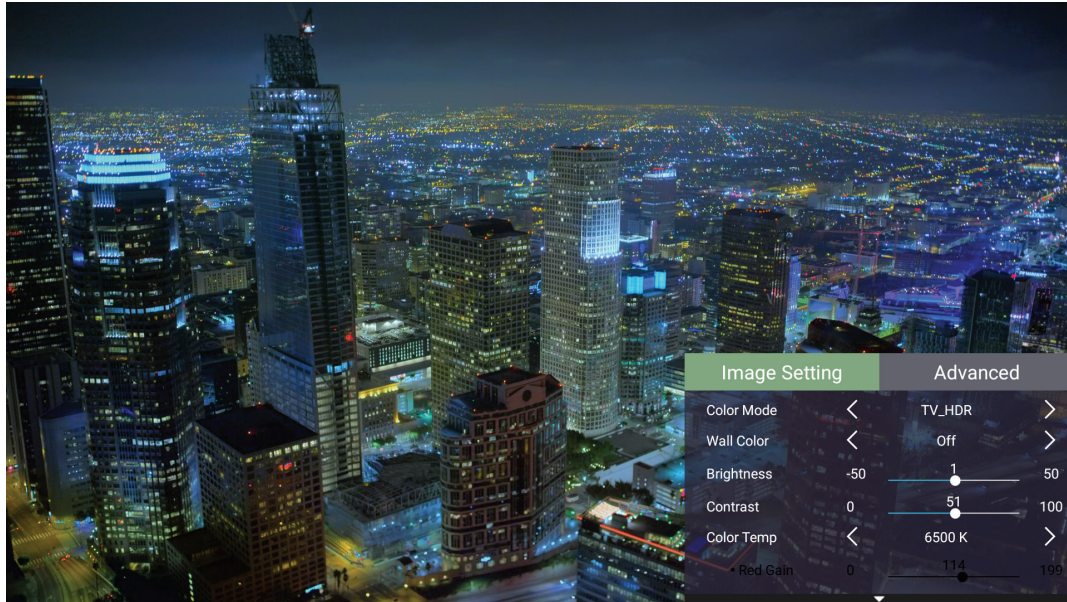 Image Setting Advanced
Color Mode TV_HDR
Wall Color Off
Brightness -50 1 50
Contrast 0 51 100
Color Temp 6500 K
• Red Gain 0 114 199